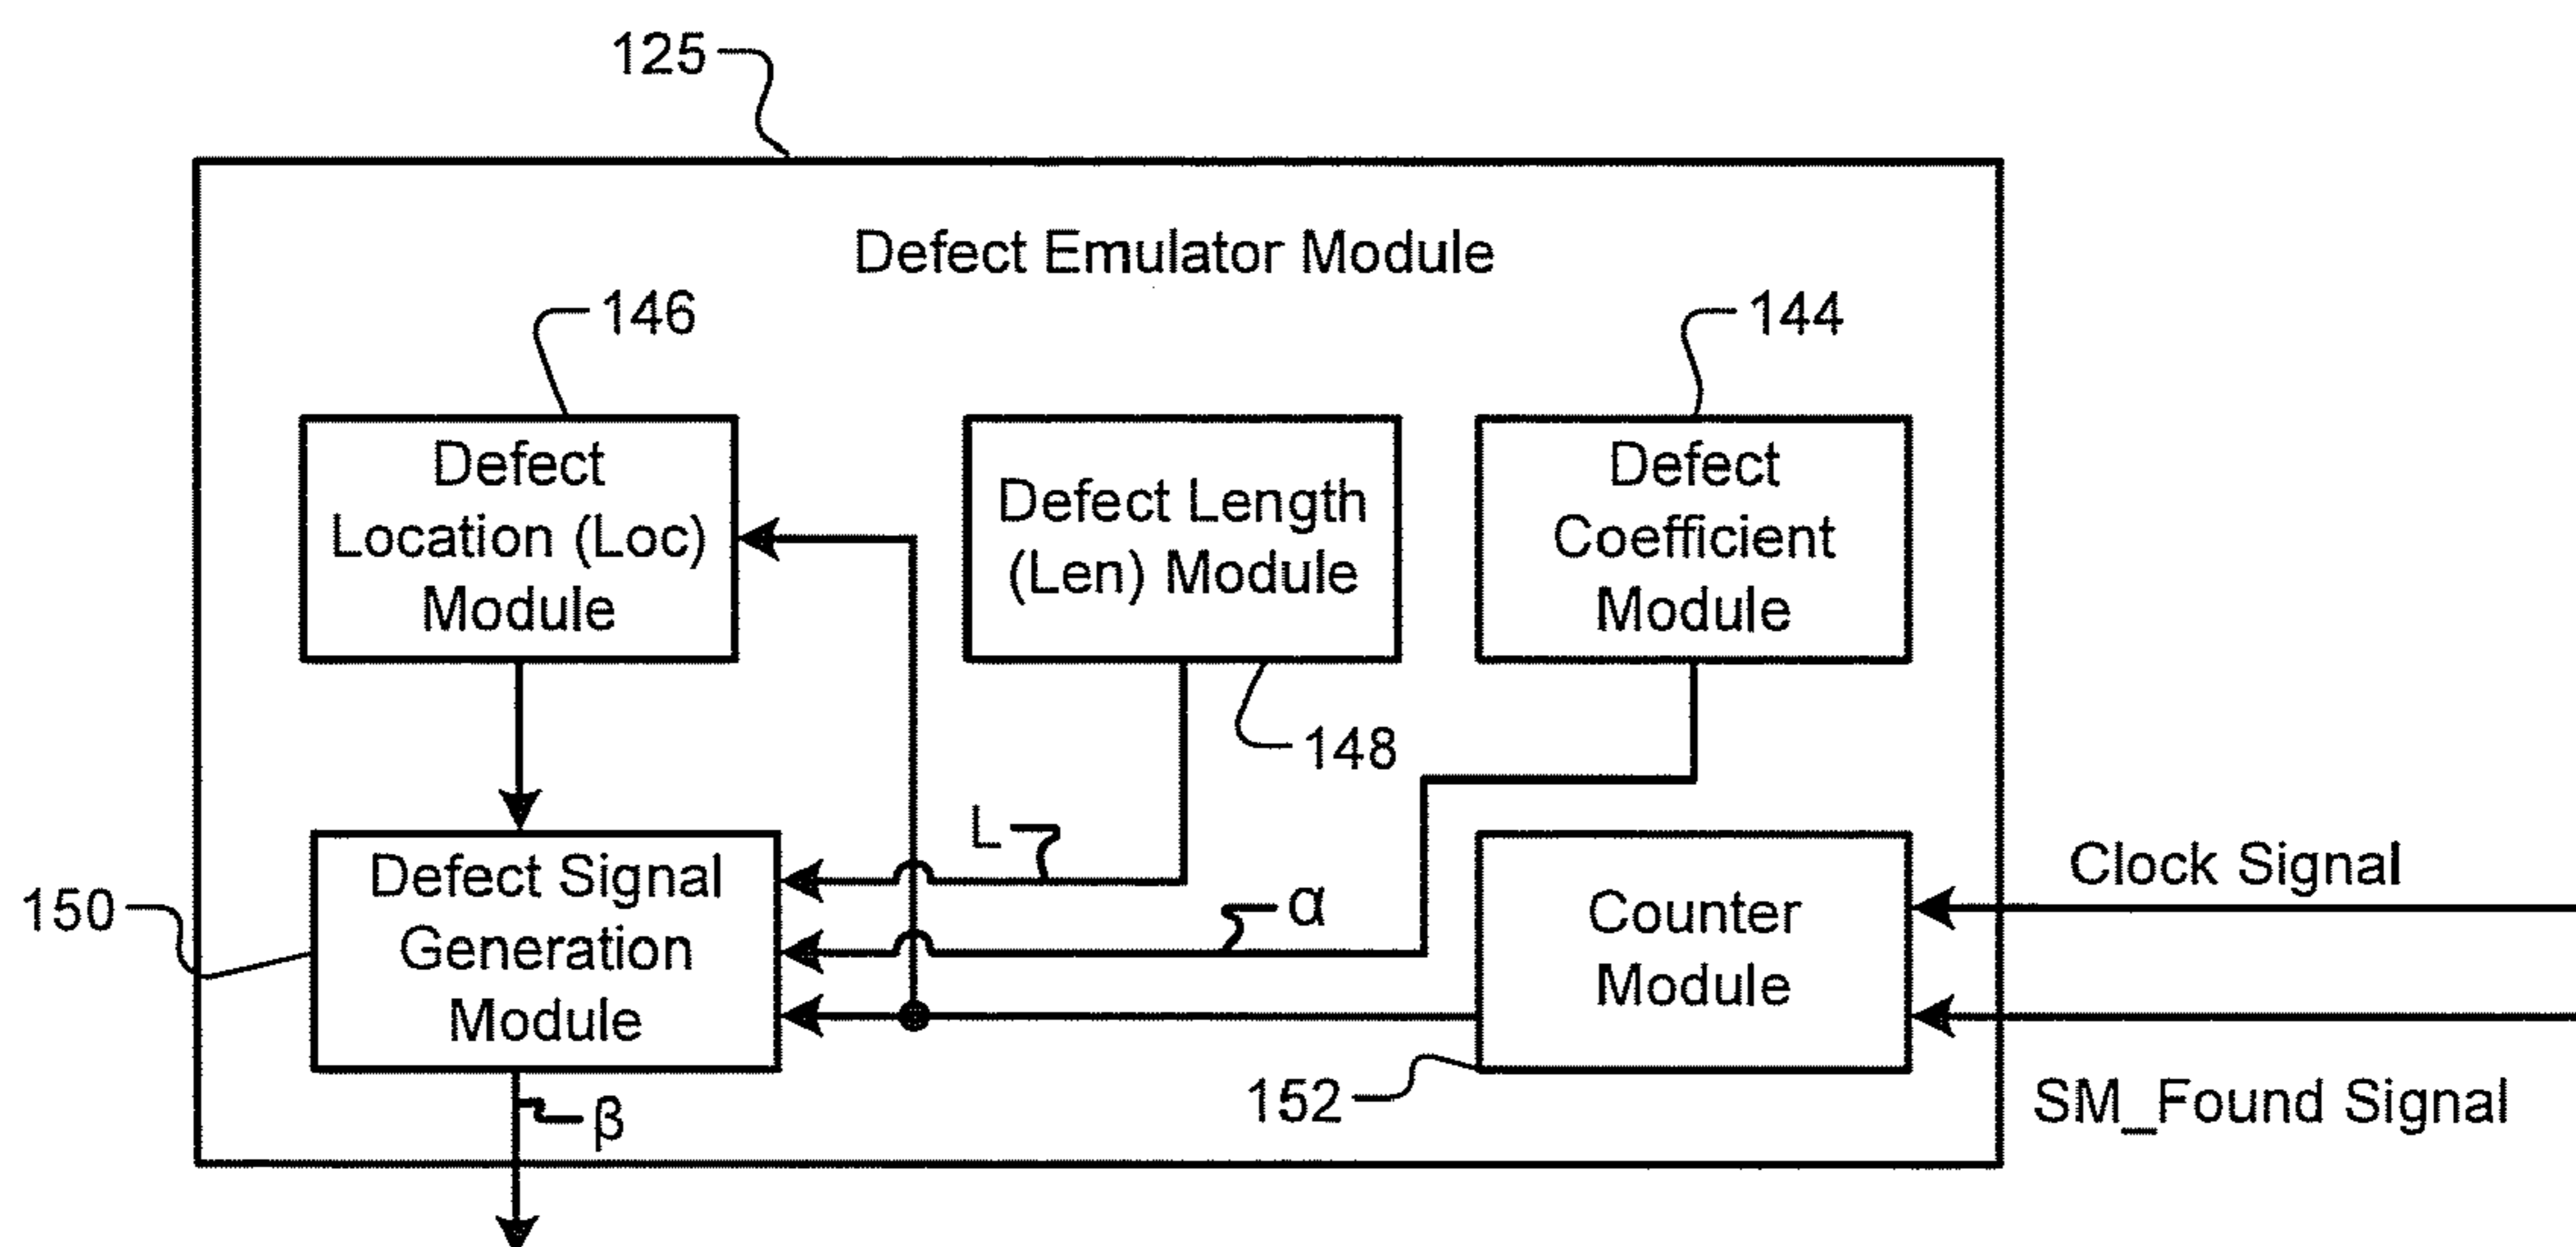 125
Defect Emulator Module
146
144
Defect
Location (Loc)
Module
Defect Length
(Len) Module
Defect
Coefficient
Module
148
L
α
150
Defect Signal
Generation
Module
Counter
Module
Clock Signal
152
SM_Found Signal
β